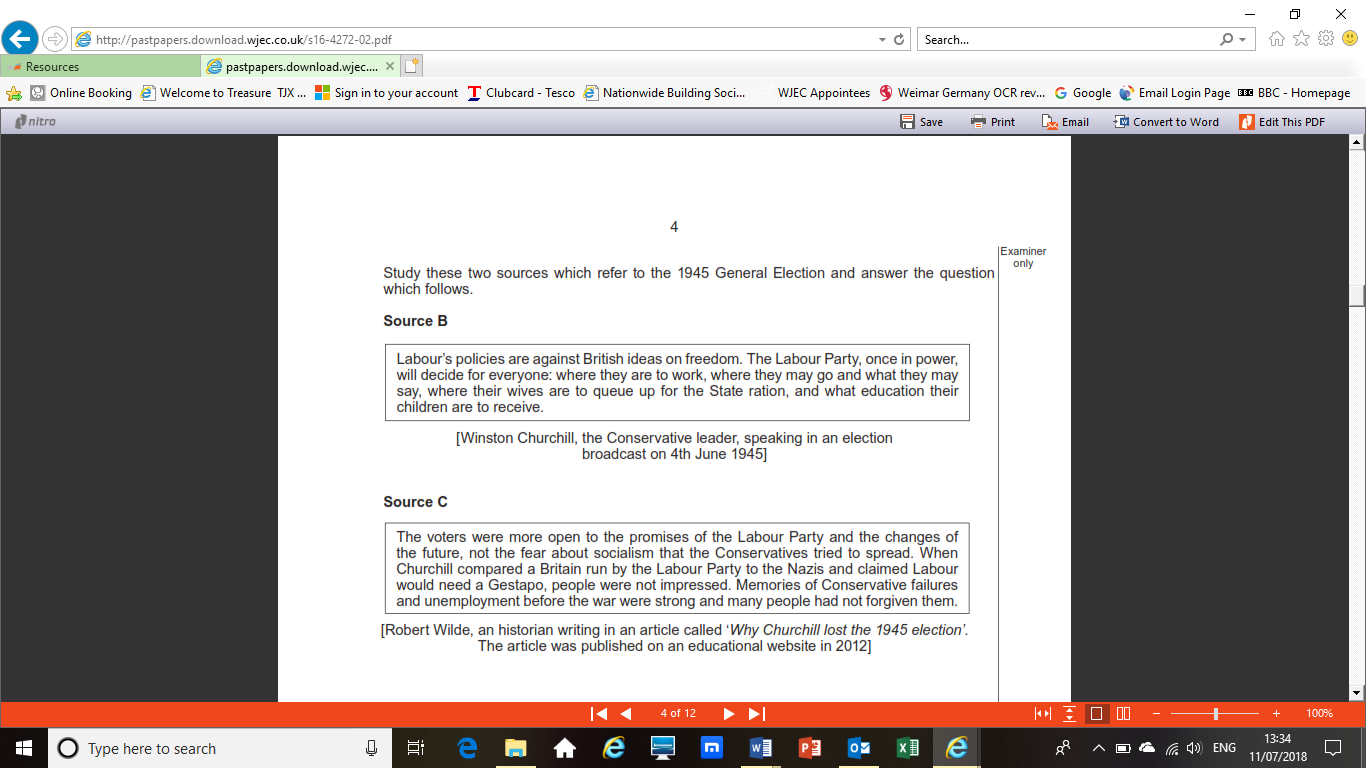 http://pastpapers.download.wjec.co.uk/s16-4272-02.pdf
Search...
Resources
pastpapers.download.wjec....
Online Booking
Welcome to Treasure TJX ...
Sign in to your account
Clubcard - Tesco
Nationwide Building Soci...
WJEC Appointees
Weimar Germany OCR rev...
Google
Email Login Page
BBC - Homepage
nitro
Save
Print
Email
Convert to Word
Edit This PDF
4
Examiner
only
Study these two sources which refer to the 1945 General Election and answer the question
which follows.
Source B
Labour's policies are against British ideas on freedom. The Labour Party, once in power,
will decide for everyone: where they are to work, where they may go and what they may
say, where their wives are to queue up for the State ration, and what education their
children are to receive.
[Winston Churchill, the Conservative leader, speaking in an election
broadcast on 4th June 1945]
Source C
The voters were more open to the promises of the Labour Party and the changes of
the future, not the fear about socialism that the Conservatives tried to spread. When
Churchill compared a Britain run by the Labour Party to the Nazis and claimed Labour
would need a Gestapo, people were not impressed. Memories of Conservative failures
and unemployment before the war were strong and many people had not forgiven them.
[Robert Wilde, an historian writing in an article called 'Why Churchill lost the 1945 election'.
The article was published on an educational website in 2012]
4 of 12
100%
Type here to search
ENG
13:34
11/07/2018